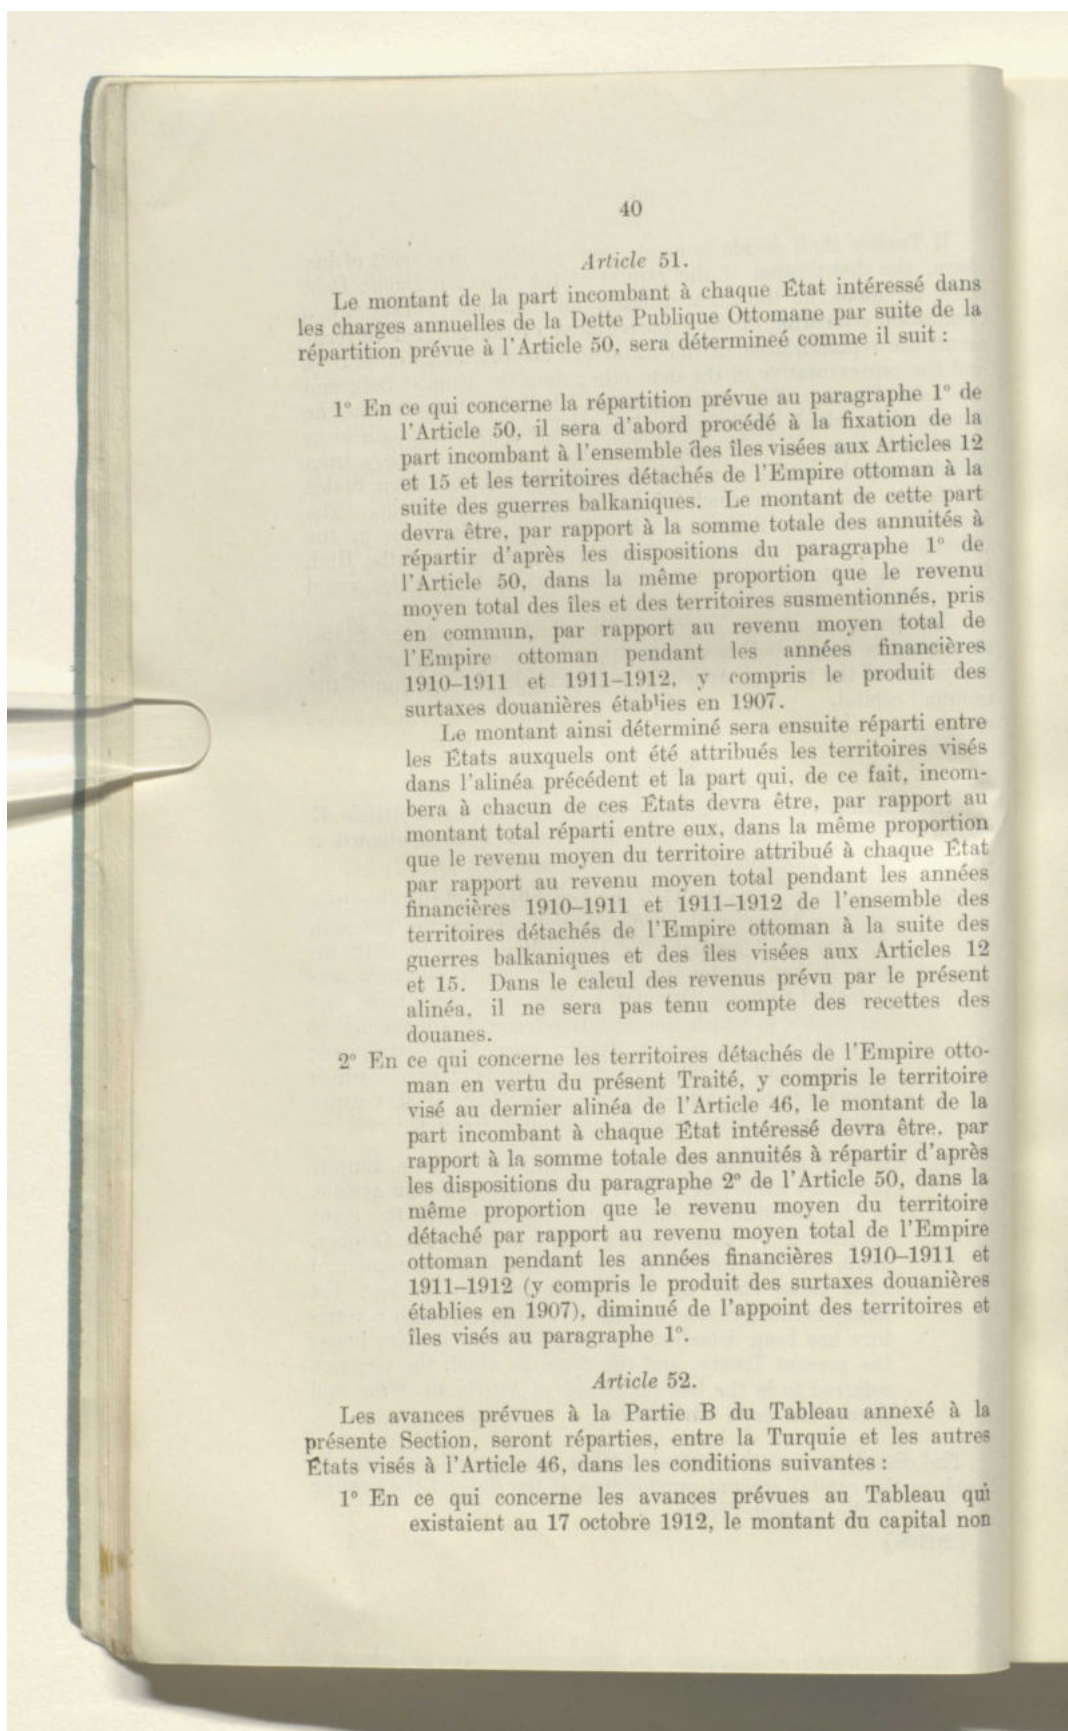 40
Article 51.
Le montant de la part incombant à chaque État intéressé dans
les charges annuelles de la Dette Publique Ottomane par suite de la
répartition prévue à l'Article 50, sera détermineé comme il suit :
1° En ce qui concerne la répartition prévue au paragraphe 1° de
l'Article 50, il sera d'abord procédé à la fixation de la
part incombant à l'ensemble des îles visées aux Articles 12
et 15 et les territoires détachés de l'Empire ottoman à la
suite des guerres balkaniques. Le montant de cette part
devra être, par rapport à la somme totale des annuités à
répartir d'après les dispositions du paragraphe 1° de
l'Article 50, dans la même proportion que le revenu
moyen total des îles et des territoires susmentionnés, pris
en commun, par rapport au revenu moyen total de
l'Empire ottoman pendant les années financières
1910–1911 et 1911–1912, y compris le produit des
surtaxes douanières établies en 1907.
Le montant ainsi déterminé sera ensuite réparti entre
les États auxquels ont été attribués les territoires visés
dans l'alinéa précédent et la part qui, de ce fait, incom-
bera à chacun de ces États devra être, par rapport au
montant total réparti entre eux, dans la même proportion
que le revenu moyen du territoire attribué à chaque État
par rapport au revenu moyen total pendant les années
financières 1910–1911 et 1911–1912 de l'ensemble des
territoires détachés de l'Empire ottoman à la suite des
guerres balkaniques et des îles visées aux Articles 12
et 15. Dans le calcul des revenus prévu par le présent
alinéa, il ne sera pas tenu compte des recettes des
douanes.
2° En ce qui concerne les territoires détachés de l'Empire otto-
man en vertu du présent Traité, y compris le territoire
visé au dernier alinéa de l'Article 46, le montant de la
part incombant à chaque État intéressé devra être, par
rapport à la somme totale des annuités à répartir d'après
les dispositions du paragraphe 2° de l'Article 50, dans la
même proportion que le revenu moyen du territoire
détaché par rapport au revenu moyen total de l'Empire
ottoman pendant les années financières 1910–1911 et
1911–1912 (y compris le produit des surtaxes douanières
établies en 1907), diminué de l'appoint des territoires et
îles visés au paragraphe 1°.
Article 52.
Les avances prévues à la Partie B du Tableau annexé à la
présente Section, seront réparties, entre la Turquie et les autres
États visés à l'Article 46, dans les conditions suivantes :
1° En ce qui concerne les avances prévues au Tableau qui
existaient au 17 octobre 1912, le montant du capital non